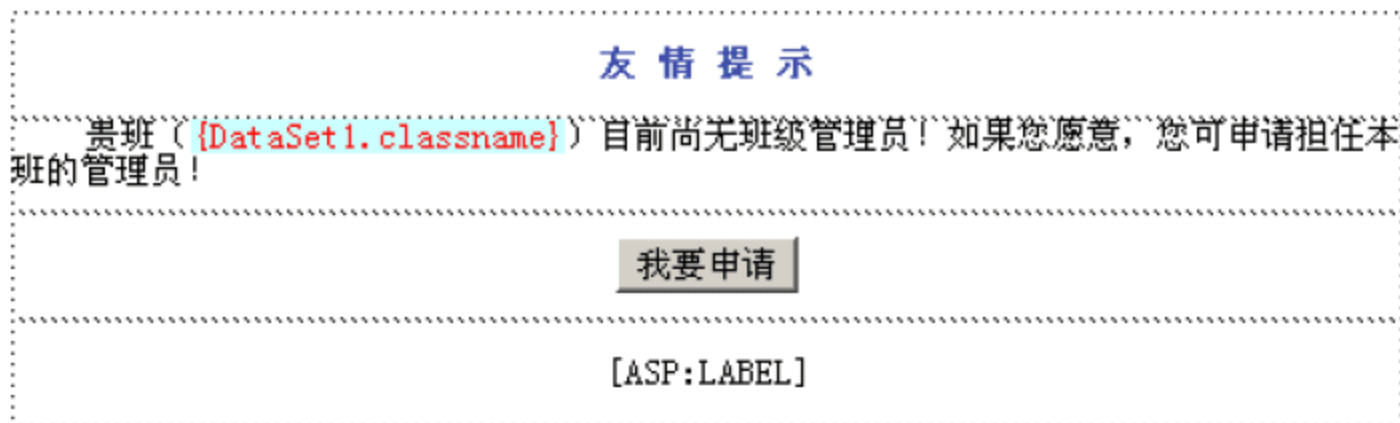 友 情 提 示
贵班（{DataSet1.classname}）目前尚无班级管理员！如果您愿意，您可申请担任本
班的管理员！
我要申请
[ASP:LABEL]